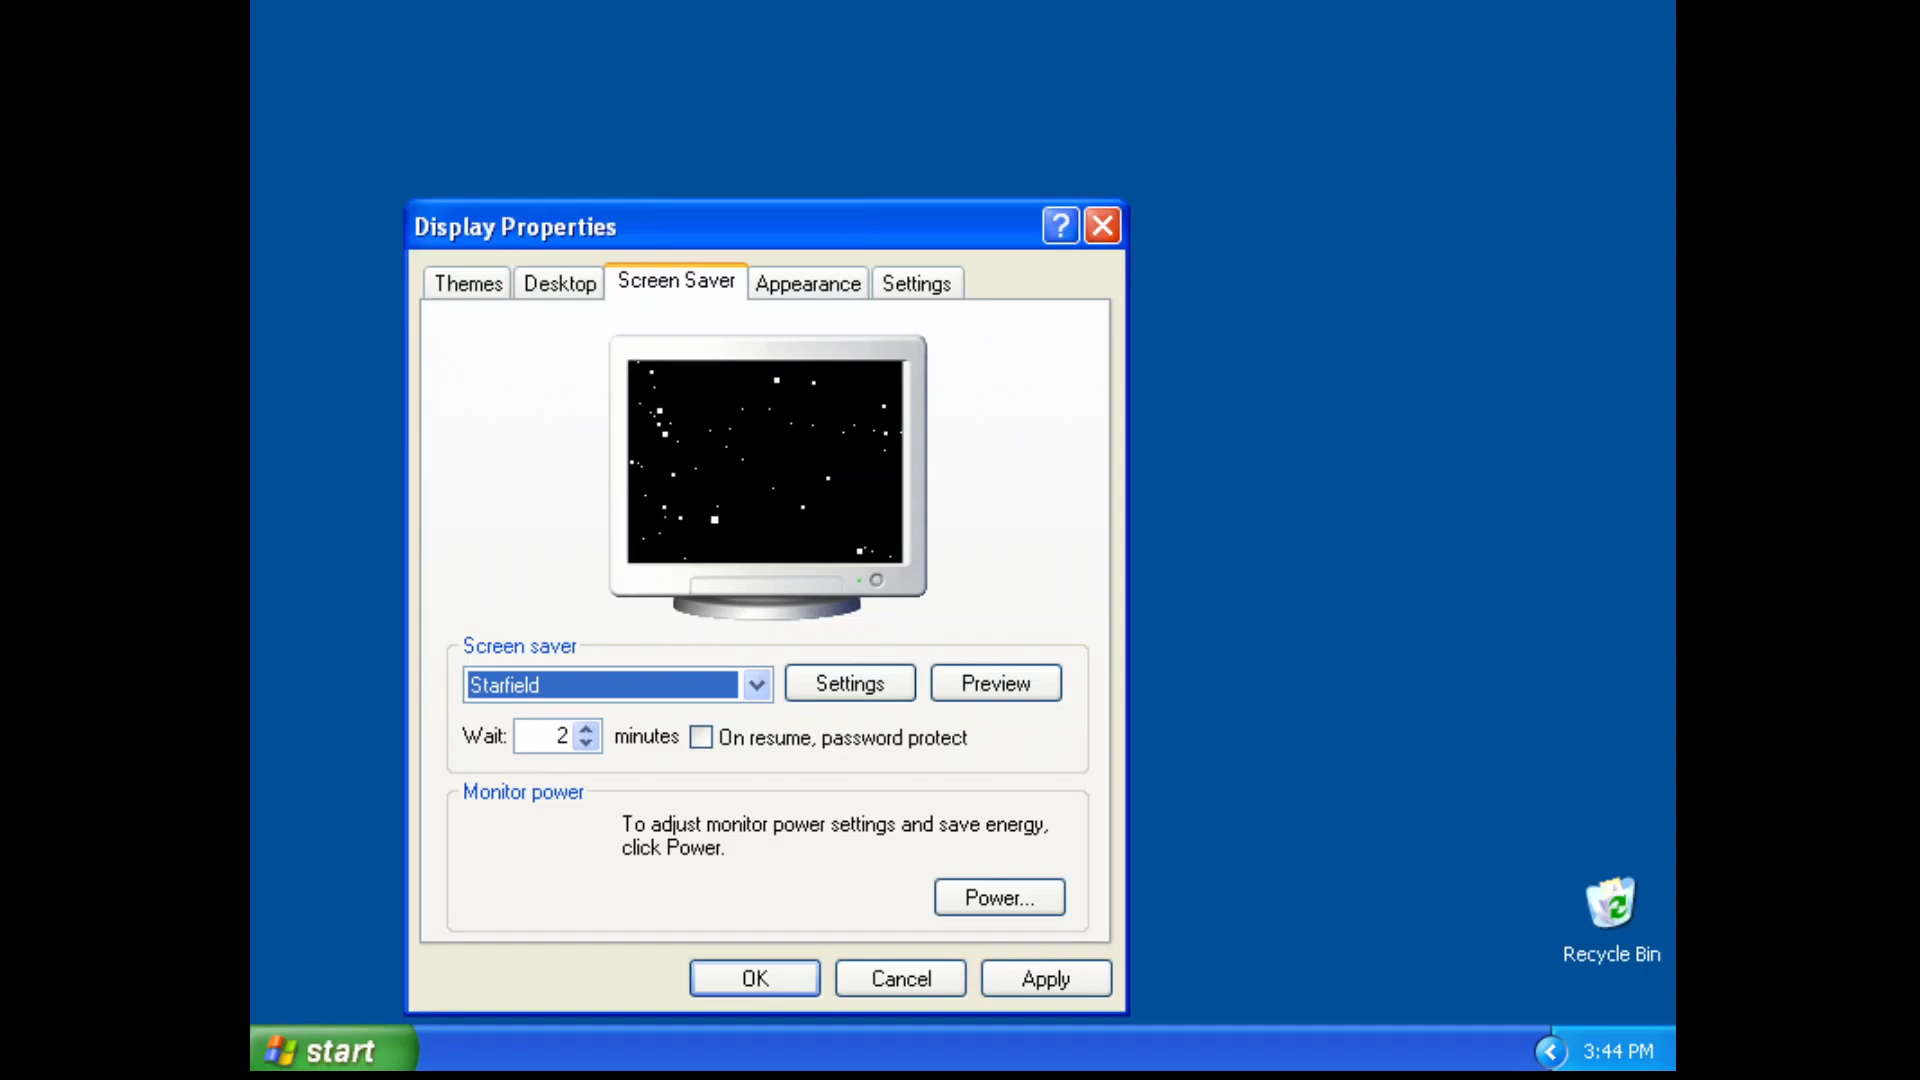 Display Properties
Themes Desktop Screen Saver Appearance Settings
Screen saver
Starfield Settings Preview
Wait: 2 minutes On resume, password protect
Monitor power
To adjust monitor power settings and save energy,
click Power.
Power...
OK Cancel Apply
Recycle Bin
start 3:44 PM